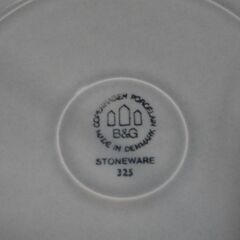 COPENHAGEN PORCELAIN
B&G
MADE IN DENMARK
STONEWARE
325